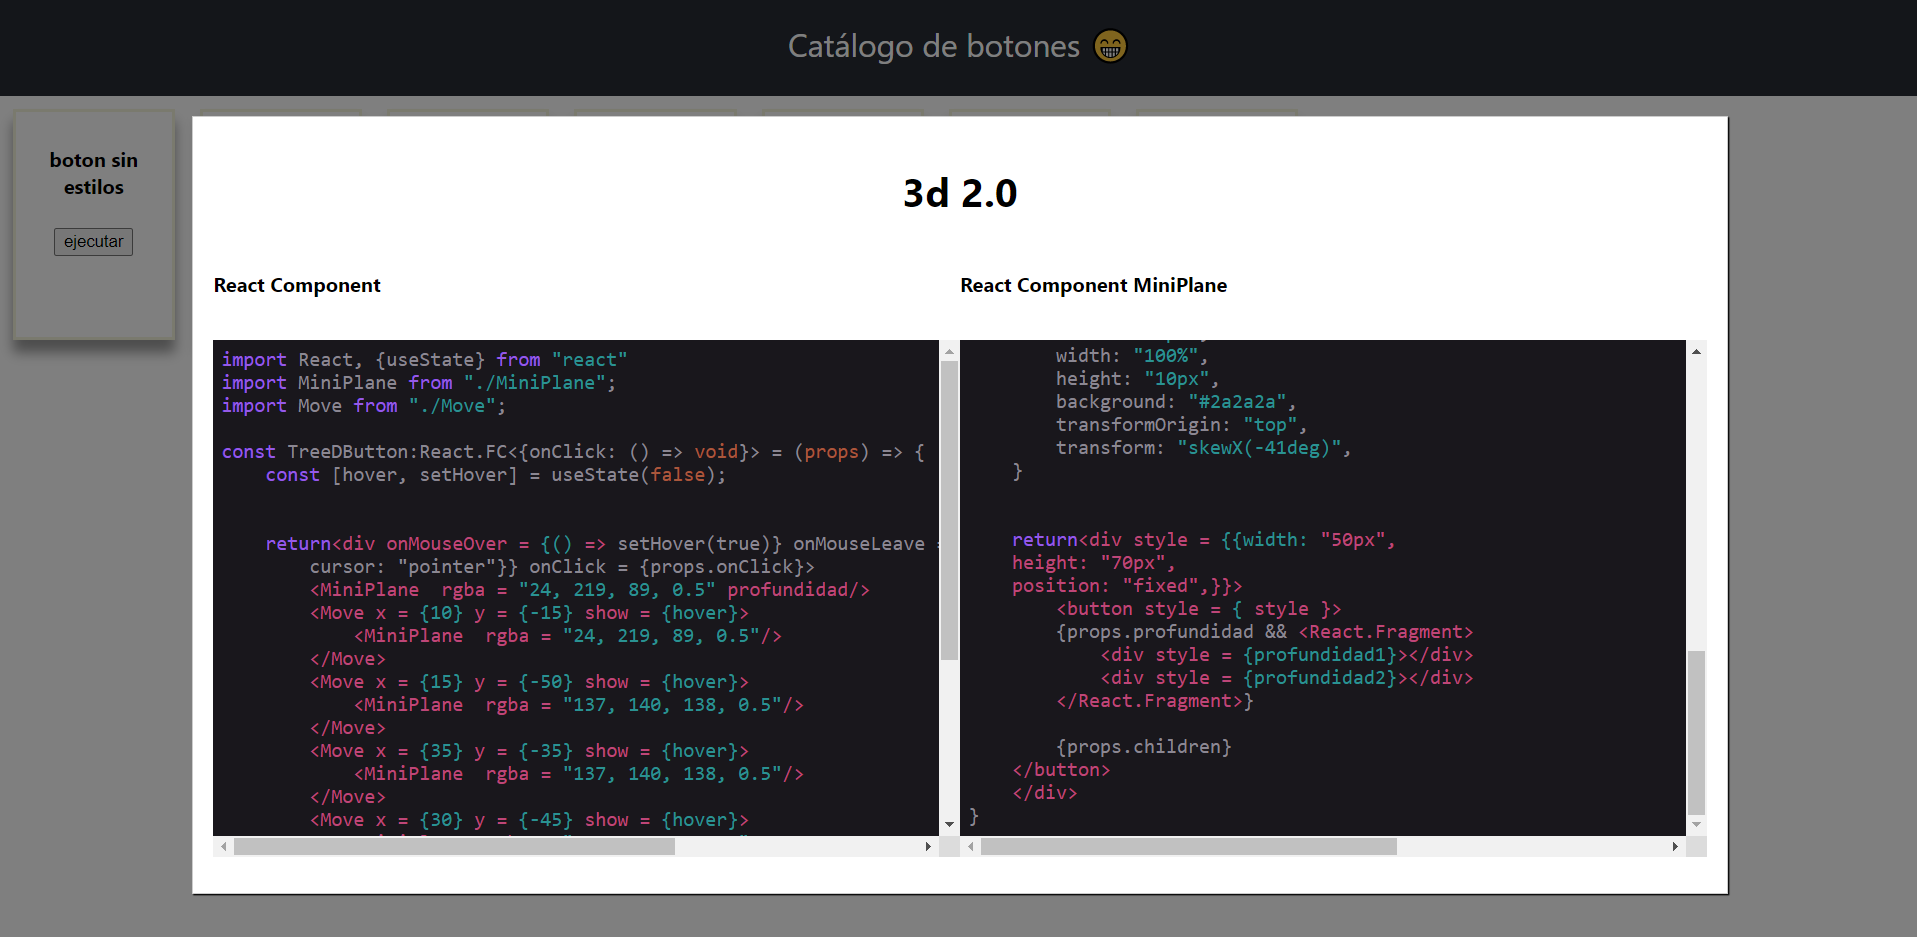 Catálogo de botones 😁
boton sin
estilos
ejecutar
3d 2.0
React Component
import React, {useState} from "react"
import MiniPlane from "./MiniPlane";
import Move from "./Move";
const TreeDButton:React.FC<{onClick: () => void}> = (props) => {
    const [hover, setHover] = useState(false);
    return<div onMouseOver = {() => setHover(true)} onMouseLeave
        cursor: "pointer"}} onClick = {props.onClick}>
        <MiniPlane  rgba = "24, 219, 89, 0.5" profundidad/>
        <Move x = {10} y = {-15} show = {hover}>
            <MiniPlane  rgba = "24, 219, 89, 0.5"/>
        </Move>
        <Move x = {15} y = {-50} show = {hover}>
            <MiniPlane  rgba = "137, 140, 138, 0.5"/>
        </Move>
        <Move x = {35} y = {-35} show = {hover}>
            <MiniPlane  rgba = "137, 140, 138, 0.5"/>
        </Move>
        <Move x = {30} y = {-45} show = {hover}>
React Component MiniPlane
        width: "100%",
        height: "10px",
        background: "#2a2a2a",
        transformOrigin: "top",
        transform: "skewX(-41deg)",
    }
    return<div style = {{width: "50px",
    height: "70px",
    position: "fixed",}}>
        <button style = { style }>
        {props.profundidad && <React.Fragment>
            <div style = {profundidad1}></div>
            <div style = {profundidad2}></div>
        </React.Fragment>}
        {props.children}
    </button>
    </div>
}